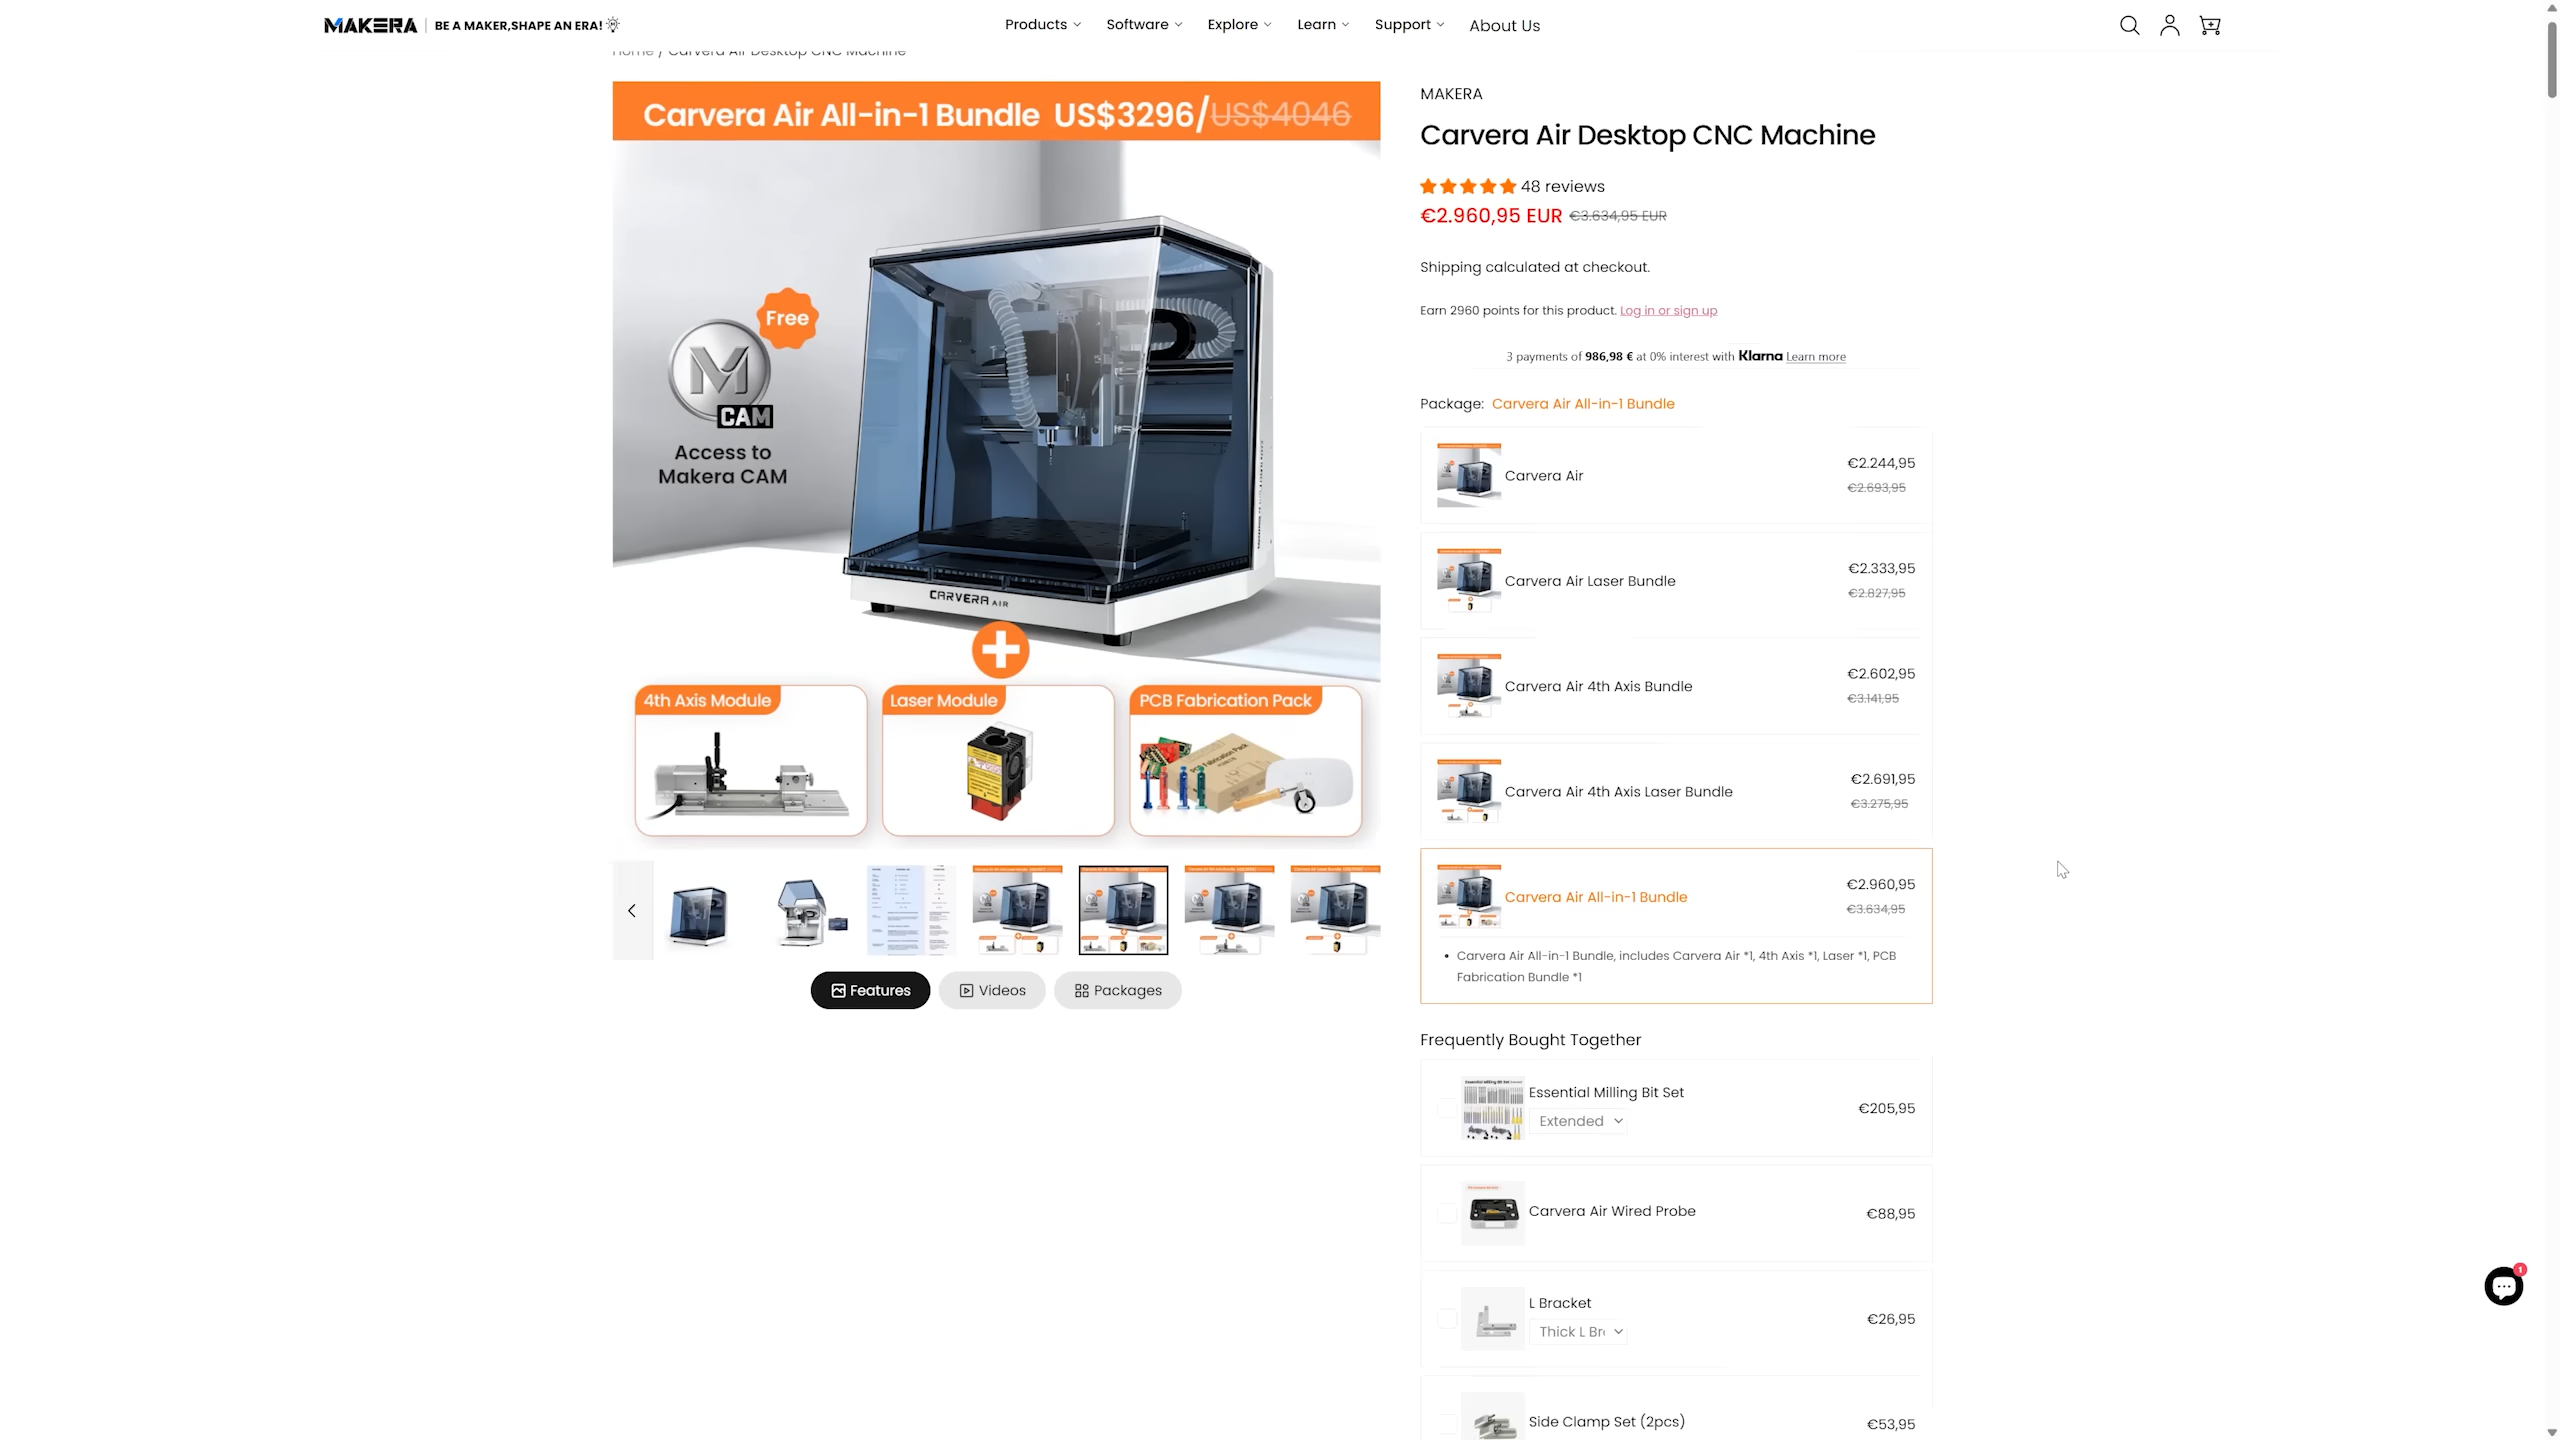 MAKERA BE A MAKER,SHAPE AN ERA!
Products
Software
Explore
Learn
Support
About Us
Home / Carvera Air Desktop CNC Machine
Carvera Air All-in-1 Bundle US$3296/US$4046
Free
M
CAM
Access to
Makera CAM
CARVERA AIR
4th Axis Module
Laser Module
PCB Fabrication Pack
Features
Videos
Packages
MAKERA
Carvera Air Desktop CNC Machine
48 reviews
€2.960,95 EUR €3.634,95 EUR
Shipping calculated at checkout.
Earn 2960 points for this product. Log in or sign up
3 payments of 986,98 € at 0% interest with Klarna Learn more
Package: Carvera Air All-in-1 Bundle
Carvera Air
€2.244,95
€2.693,95
Carvera Air Laser Bundle
€2.333,95
€2.827,95
Carvera Air 4th Axis Bundle
€2.602,95
€3.141,95
Carvera Air 4th Axis Laser Bundle
€2.691,95
€3.275,95
Carvera Air All-in-1 Bundle
€2.960,95
€3.634,95
• Carvera Air All-in-1 Bundle, includes Carvera Air *1, 4th Axis *1, Laser *1, PCB
Fabrication Bundle *1
Frequently Bought Together
Essential Milling Bit Set
Extended
€205,95
Carvera Air Wired Probe
€88,95
L Bracket
Thick L Br
€26,95
Side Clamp Set (2pcs)
€53,95
1